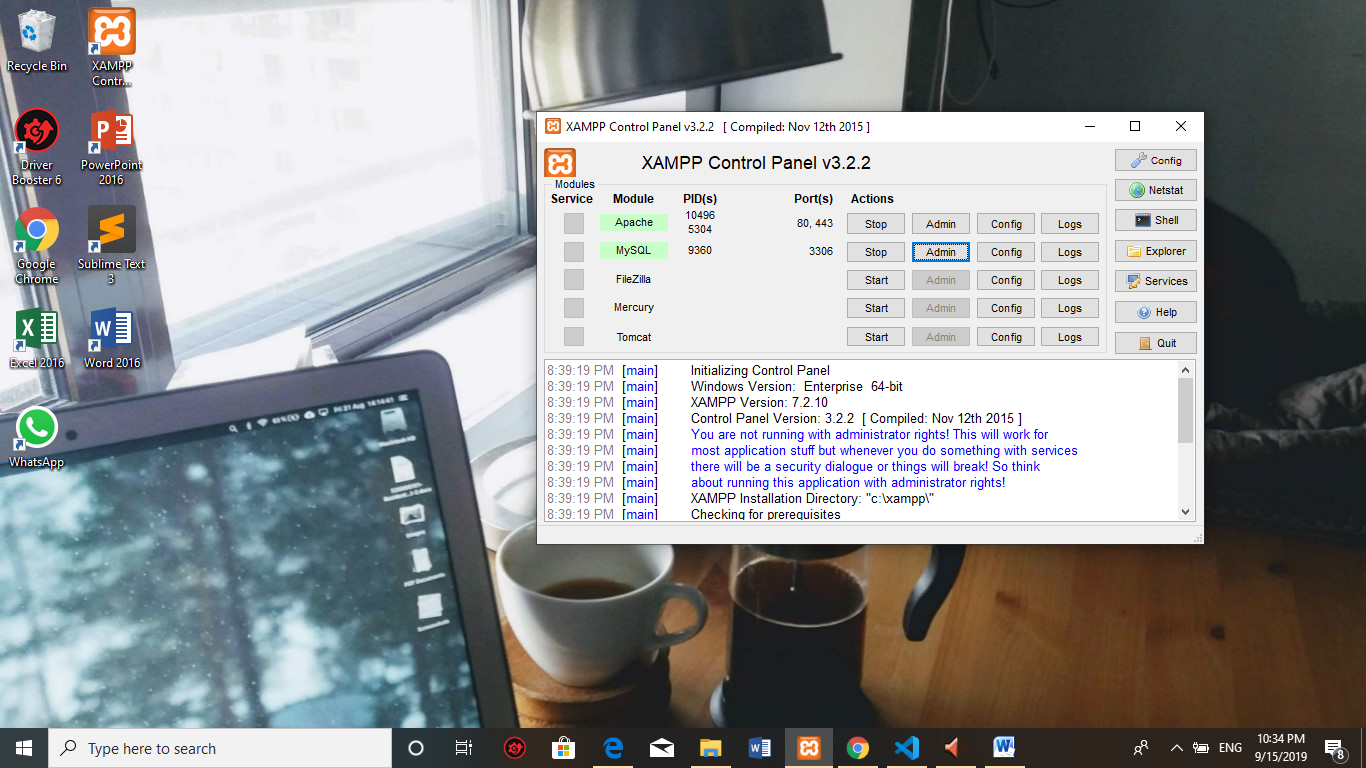 Recycle Bin
XAMPP
Contr...
Driver
Booster 6
PowerPoint
2016
Google
Chrome
Sublime Text
3
Excel 2016
Word 2016
WhatsApp
XAMPP Control Panel v3.2.2 [ Compiled: Nov 12th 2015 ]
XAMPP Control Panel v3.2.2
Modules
Service Module PID(s) Port(s) Actions
Apache 10496 5304 80, 443 Stop Admin Config Logs
MySQL 9360 3306 Stop Admin Config Logs
FileZilla Start Admin Config Logs
Mercury Start Admin Config Logs
Tomcat Start Admin Config Logs
Config
Netstat
Shell
Explorer
Services
Help
Quit
8:39:19 PM [main] Initializing Control Panel
8:39:19 PM [main] Windows Version: Enterprise 64-bit
8:39:19 PM [main] XAMPP Version: 7.2.10
8:39:19 PM [main] Control Panel Version: 3.2.2 [ Compiled: Nov 12th 2015 ]
8:39:19 PM [main] You are not running with administrator rights! This will work for
8:39:19 PM [main] most application stuff but whenever you do something with services
8:39:19 PM [main] there will be a security dialogue or things will break! So think
8:39:19 PM [main] about running this application with administrator rights!
8:39:19 PM [main] XAMPP Installation Directory: "c:\xampp\"
8:39:19 PM [main] Checking for prerequisites
Type here to search
ENG
10:34 PM
9/15/2019
8